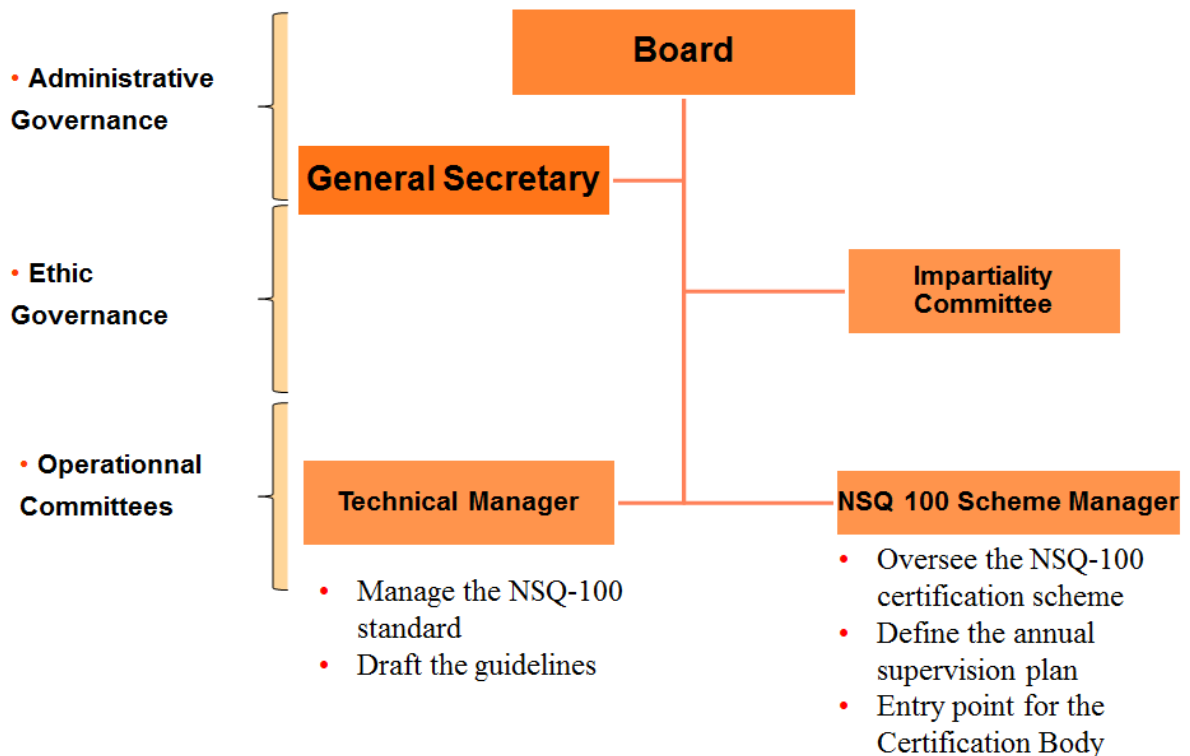 Board
• Administrative
Governance
General Secretary
• Ethic
Governance
Impartiality
Committee
• Operationnal
Committees
Technical Manager
NSQ 100 Scheme Manager
• Manage the NSQ-100
standard
• Draft the guidelines
• Oversee the NSQ-100
certification scheme
• Define the annual
supervision plan
• Entry point for the
Certification Body